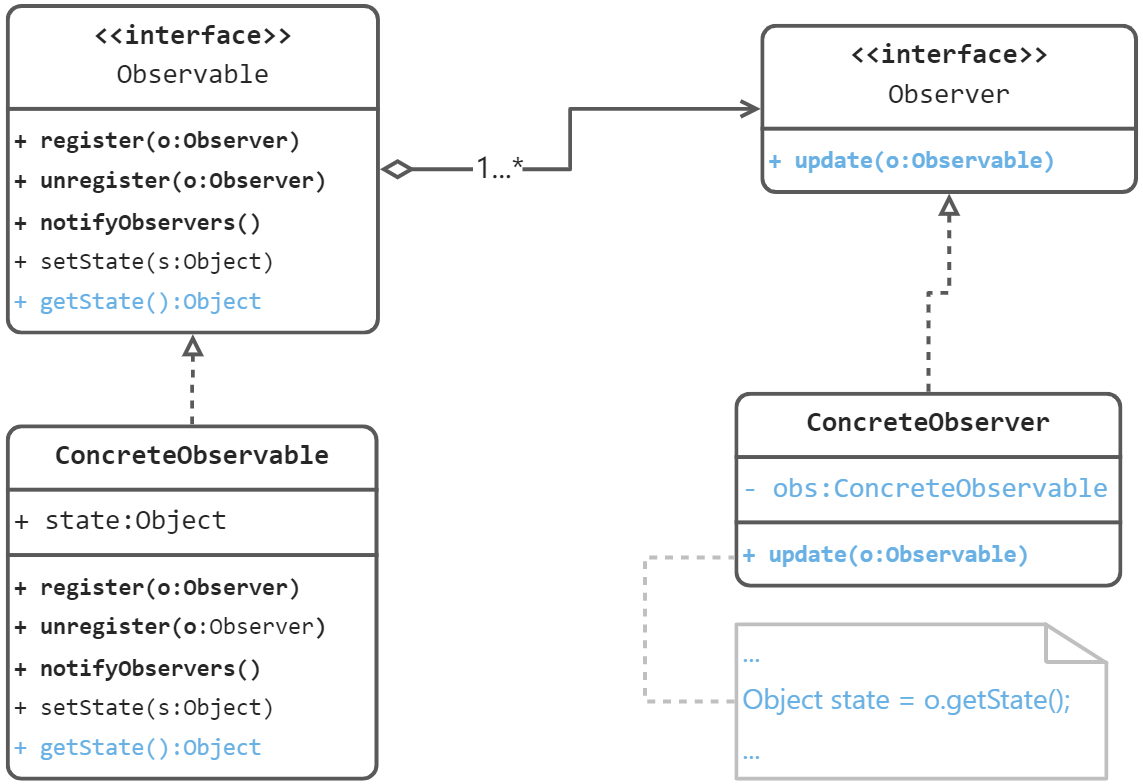 <<interface>>
Observable
+ register(o:Observer)
+ unregister(o:Observer)
+ notifyObservers()
+ setState(s:Object)
+ getState():Object
1...*
<<interface>>
Observer
+ update(o:Observable)
ConcreteObservable
+ state:Object
+ register(o:Observer)
+ unregister(o:Observer)
+ notifyObservers()
+ setState(s:Object)
+ getState():Object
ConcreteObserver
- obs:ConcreteObservable
+ update(o:Observable)
...
Object state = o.getState();
...